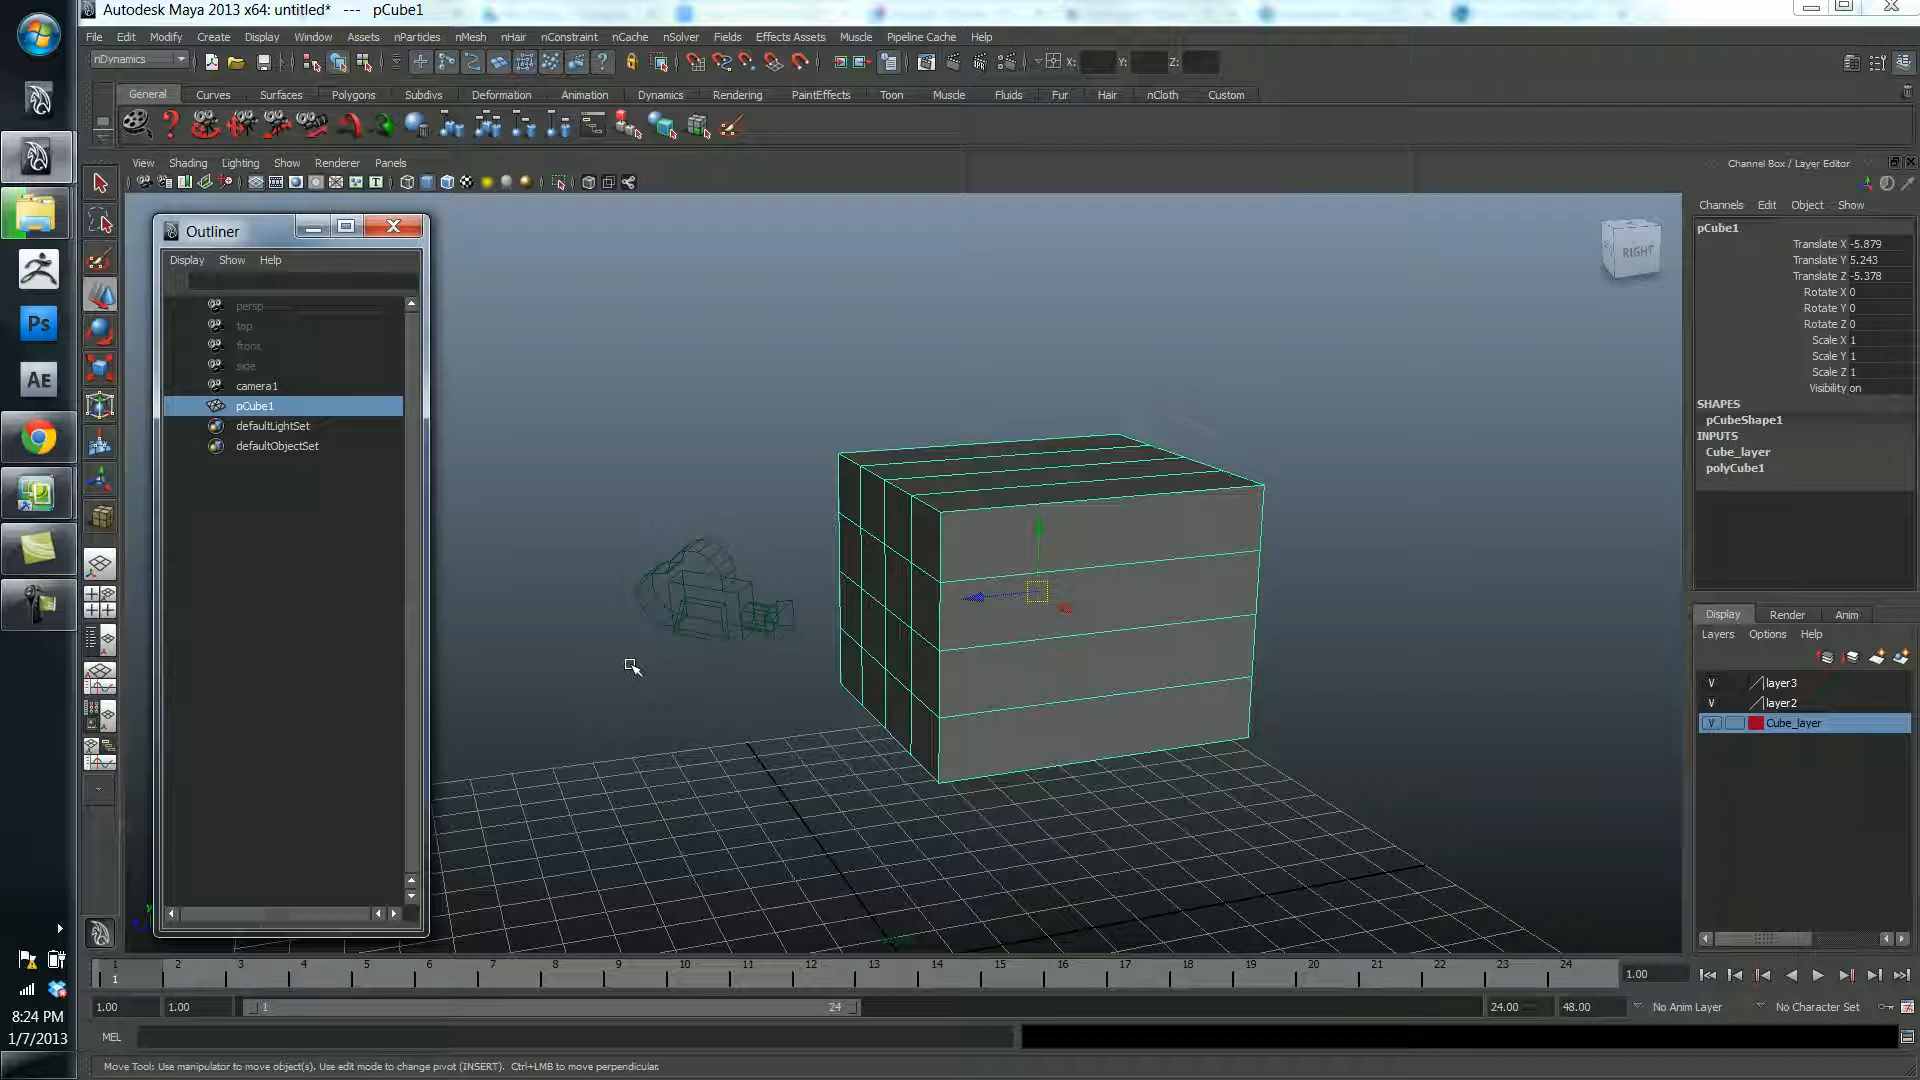 Autodesk Maya 2013 x64: untitled* --- pCube1
File Edit Modify Create Display Window Assets nParticles nMesh nHair nConstraint nCache nSolver Fields Effects Assets Muscle Pipeline Cache Help
nDynamics
X: Y: Z:
General Curves Surfaces Polygons Subdivs Deformation Animation Dynamics Rendering PaintEffects Toon Muscle Fluids Fur Hair nCloth Custom
View Shading Lighting Show Renderer Panels
Channel Box / Layer Editor
Channels Edit Object Show
Outliner
Display Show Help
persp
top
front
side
camera1
pCube1
defaultLightSet
defaultObjectSet
RIGHT
pCube1
Translate X -5.879
Translate Y 5.243
Translate Z -5.378
Rotate X 0
Rotate Y 0
Rotate Z 0
Scale X 1
Scale Y 1
Scale Z 1
Visibility on
SHAPES
pCubeShape1
INPUTS
Cube_layer
polyCube1
Display Render Anim
Layers Options Help
V layer3
V layer2
V Cube_layer
Ps
AE
y
z
1 2 3 4 5 6 7 8 9 10 11 12 13 14 15 16 17 18 19 20 21 22 23 24
1
1.00
1.00 1.00 1 24 24.00 48.00 No Anim Layer No Character Set
MEL
Move Tool: Use manipulator to move object(s). Use edit mode to change pivot (INSERT). Ctrl+LMB to move perpendicular.
8:24 PM
1/7/2013